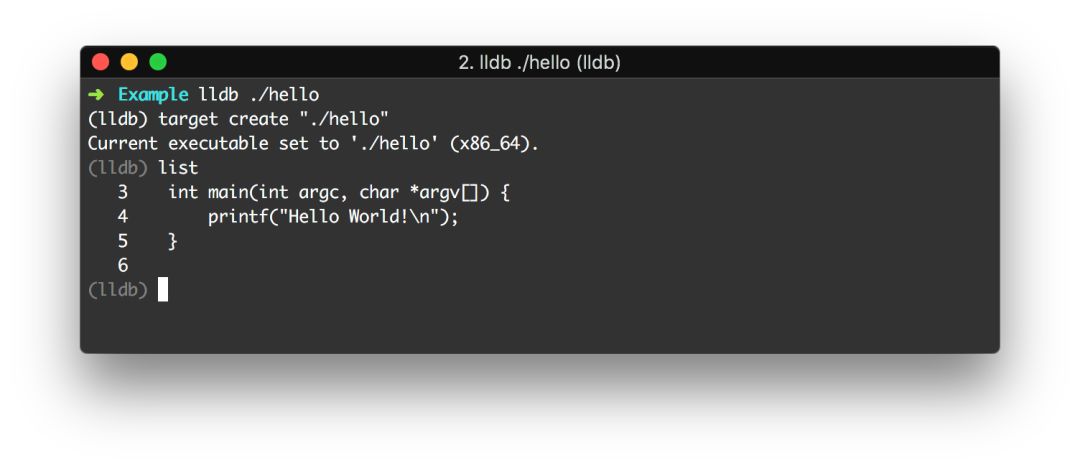 2. lldb ./hello (lldb)
➜ Example lldb ./hello
(lldb) target create "./hello"
Current executable set to './hello' (x86_64).
(lldb) list
   3    int main(int argc, char *argv[]) {
   4        printf("Hello World!\n");
   5    }
   6
(lldb)